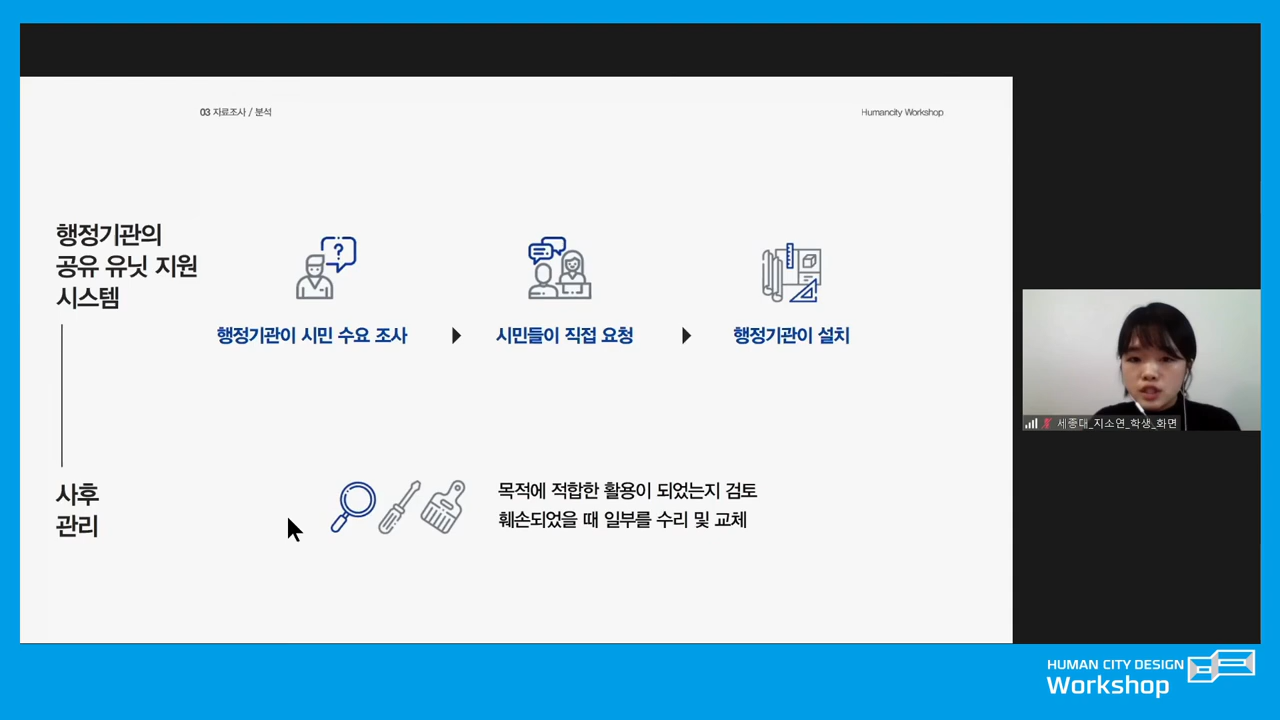 03 자료조사 / 분석
Humancity Workshop
행정기관의
공유 유닛 지원
시스템
?
행정기관이 시민 수요 조사
시민들이 직접 요청
행정기관이 설치
사후
관리
목적에 적합한 활용이 되었는지 검토
훼손되었을 때 일부를 수리 및 교체
세종대_지소연_학생_화면
HUMAN CITY DESIGN
Workshop